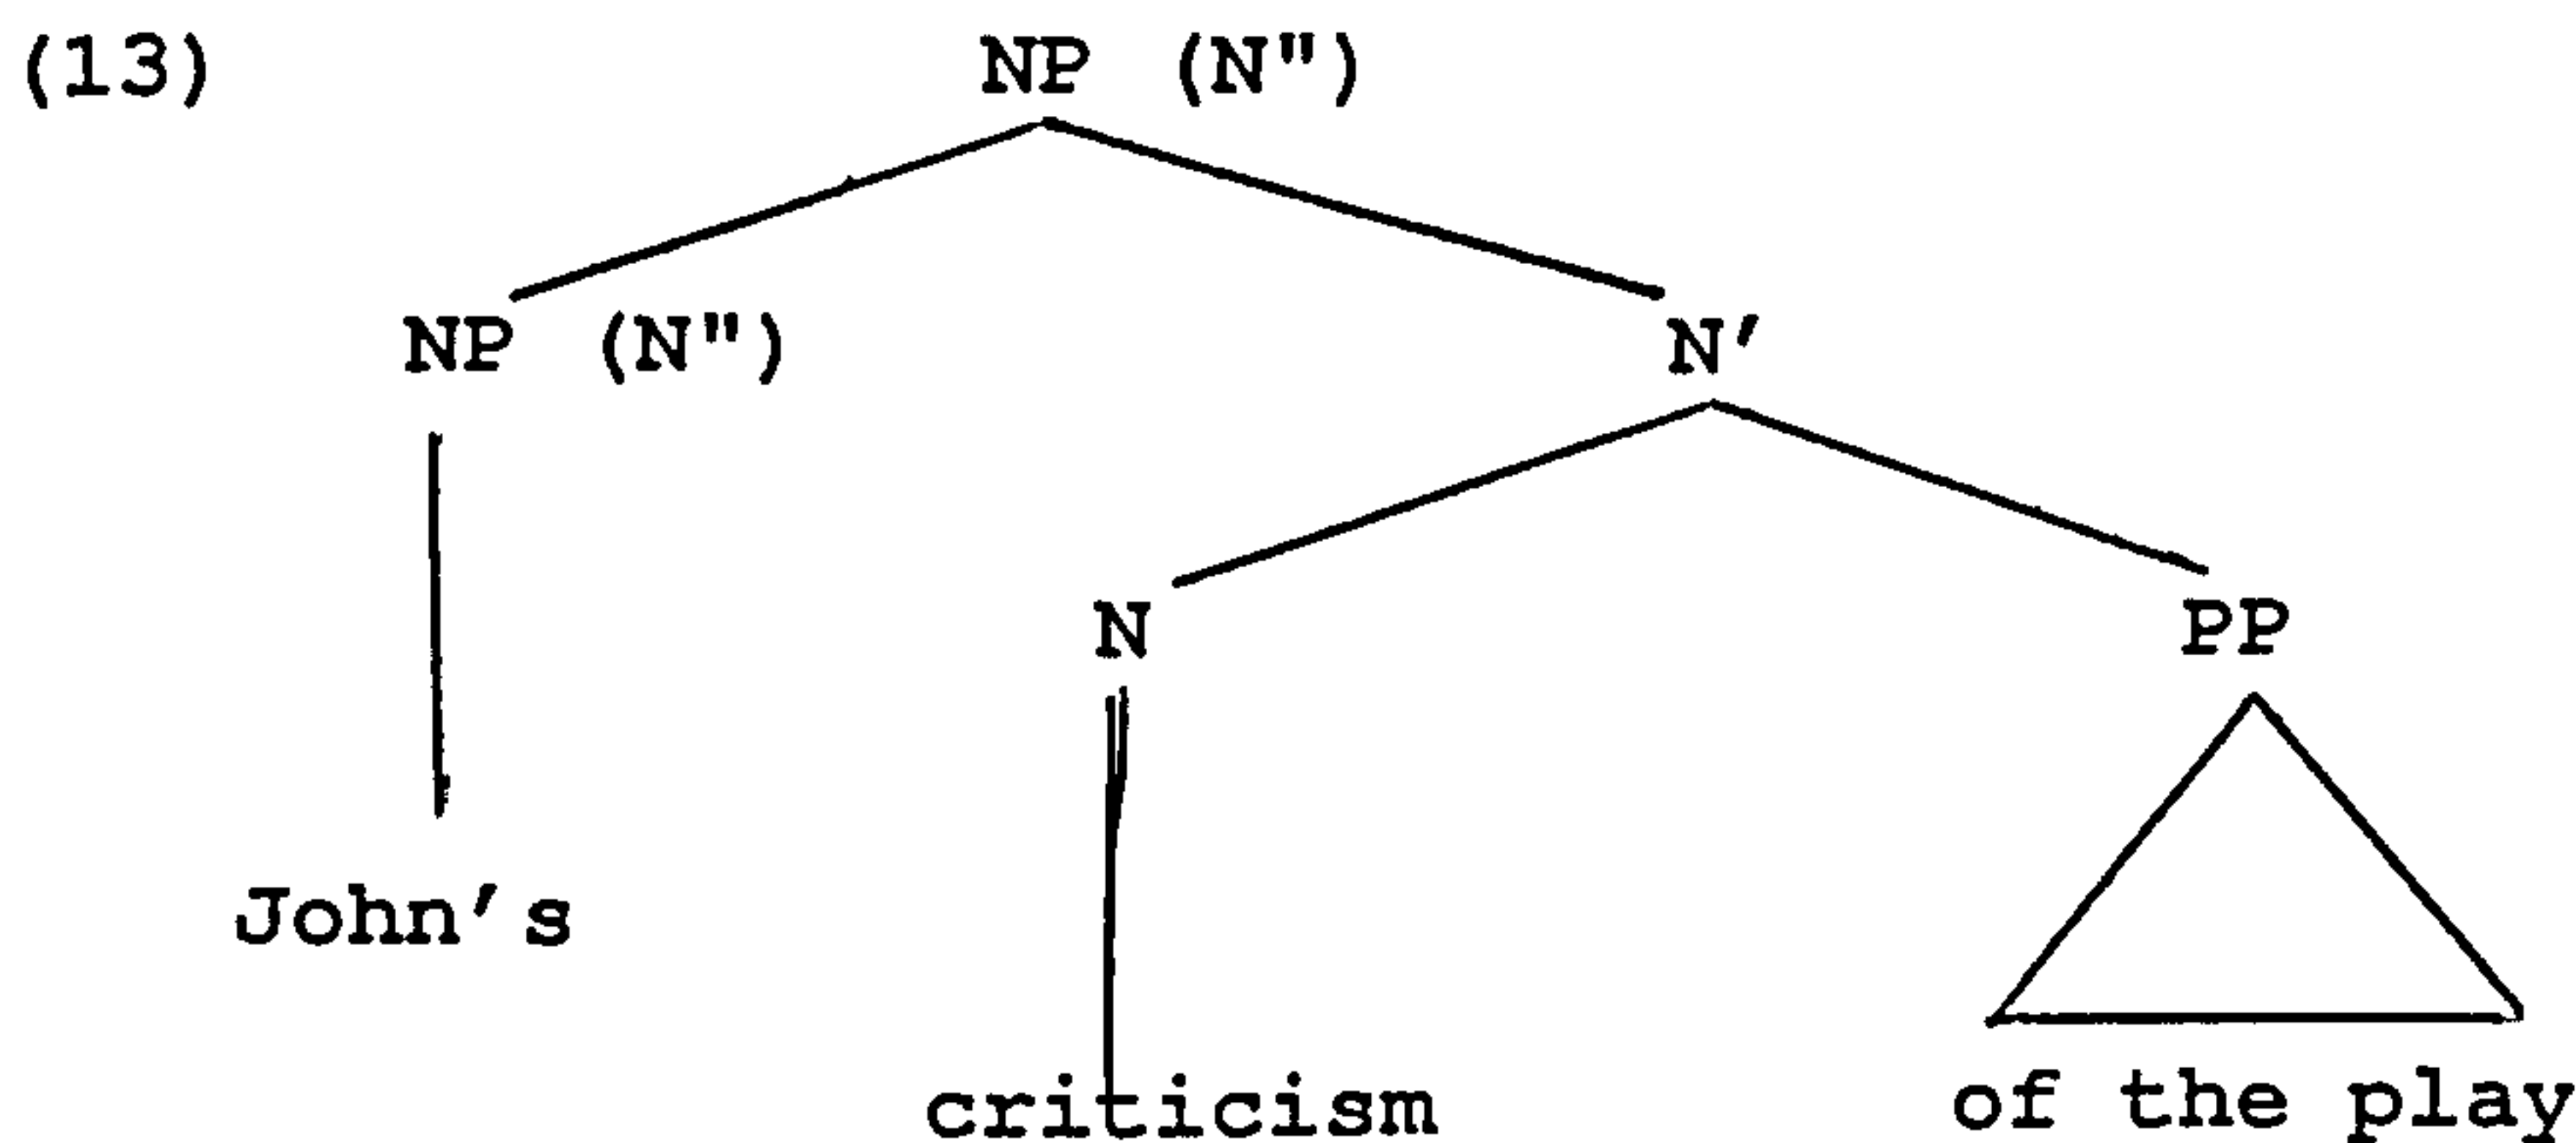 (13) NP (N")
NP (N") N'
N PP
John's
criticism of the play